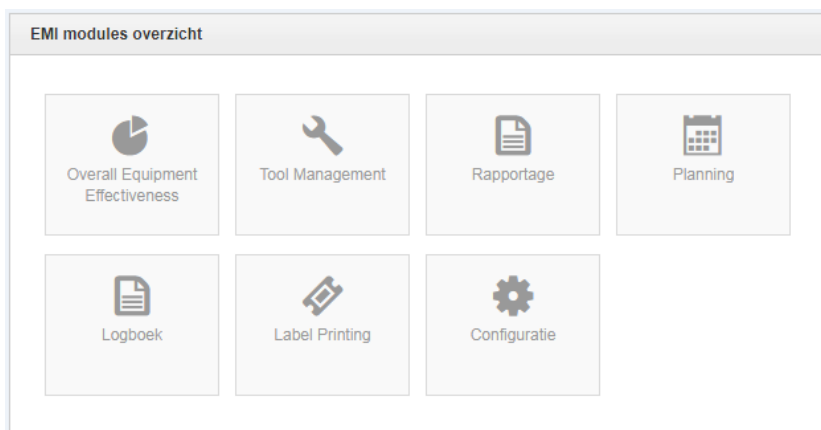 EMI modules overzicht
Overall Equipment
Effectiveness
Tool Management
Rapportage
Planning
Logboek
Label Printing
Configuratie